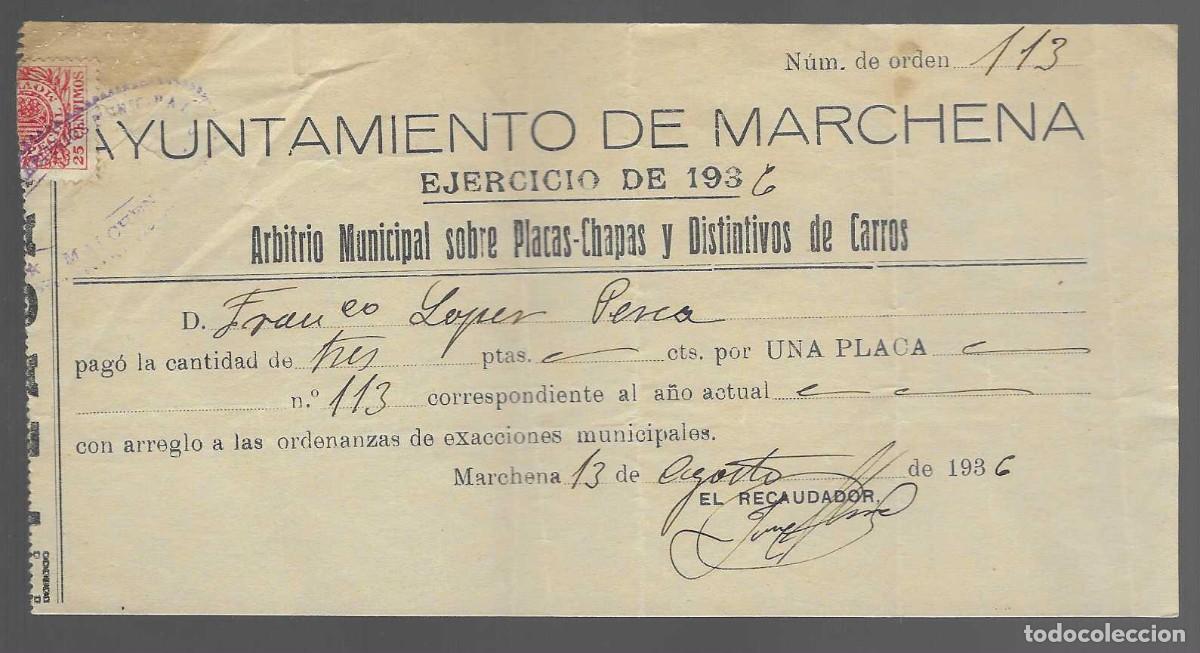 Núm. de orden 113
25 CENTIMOS
MUNICIPAL
AYUNTAMIENTO DE MARCHENA
EJERCICIO DE 1936
Arbitrio Municipal sobre Placas-Chapas y Distintivos de Carros
D. Franco Lopez Perea
pagó la cantidad de tres ptas. cts. por UNA PLACA
n.º 113 correspondiente al año actual
con arreglo a las ordenanzas de exacciones municipales.
Marchena 13 de Agosto de 1936
EL RECAUDADOR,
todocoleccion